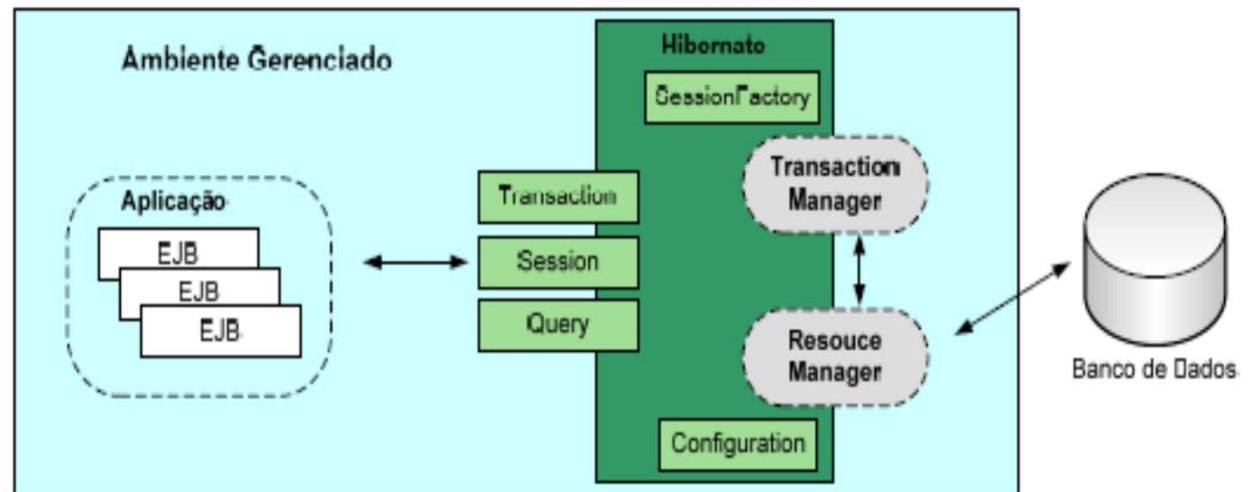 Ambiente Gerenciado
Hibernate
SessionFactory
Transaction
Manager
Aplicação
EJB
EJB
EJB
Transaction
Session
Query
Resouce
Manager
Configuration
Banco de Dados